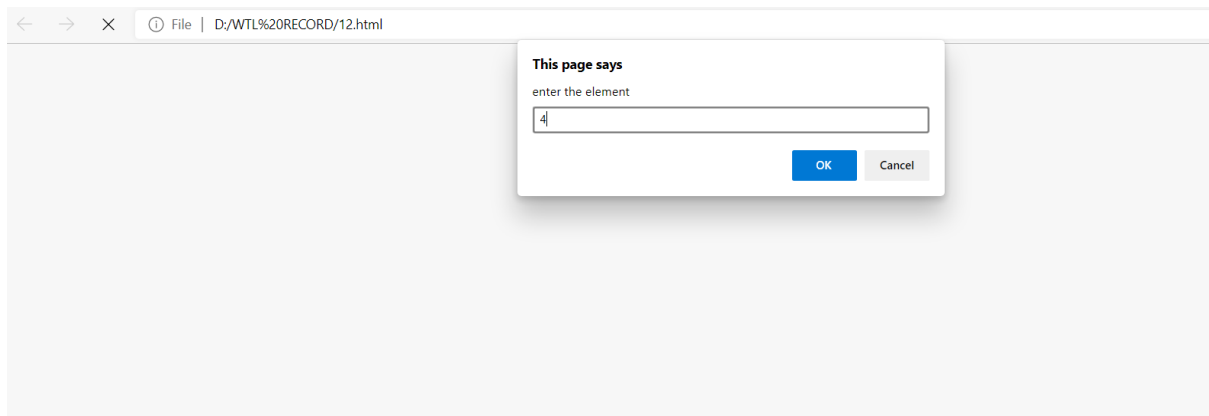 File | D:/WTL%20RECORD/12.html
This page says
enter the element
4
OK Cancel